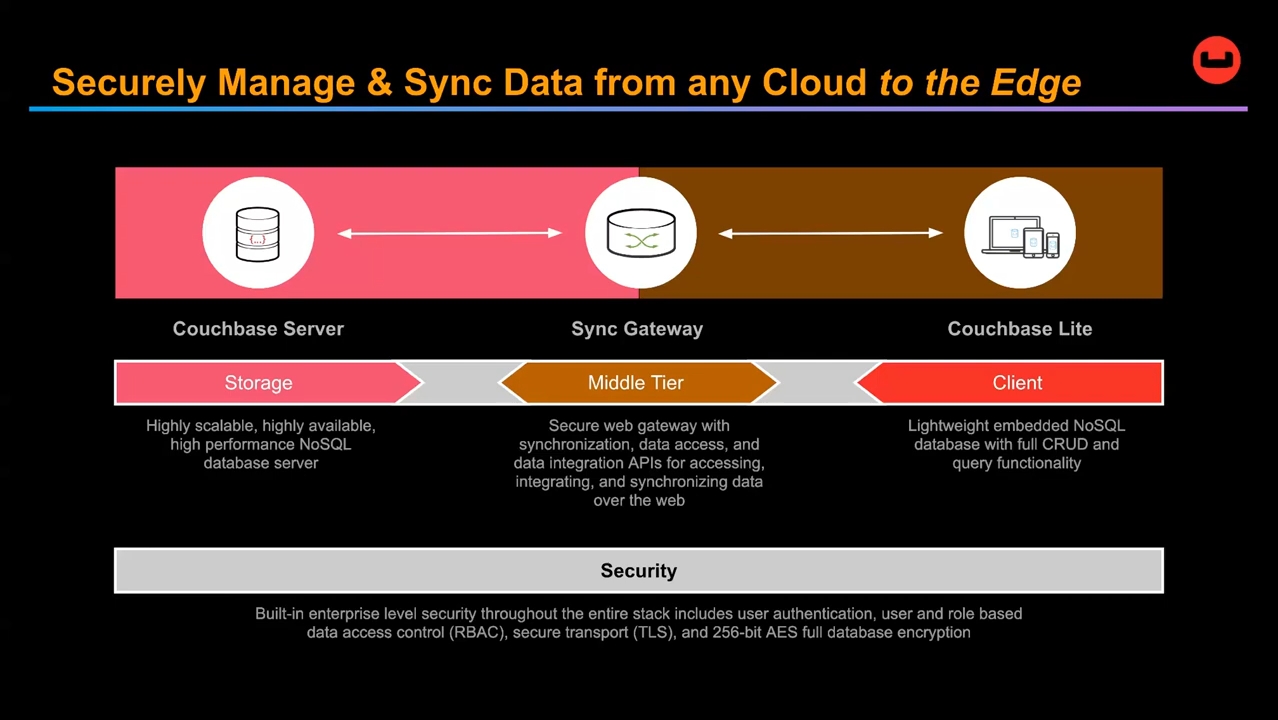 Securely Manage & Sync Data from any Cloud to the Edge
{...}
Couchbase Server
Sync Gateway
Couchbase Lite
Storage
Middle Tier
Client
Highly scalable, highly available,
high performance NoSQL
database server
Secure web gateway with
synchronization, data access, and
data integration APIs for accessing,
integrating, and synchronizing data
over the web
Lightweight embedded NoSQL
database with full CRUD and
query functionality
Security
Built-in enterprise level security throughout the entire stack includes user authentication, user and role based
data access control (RBAC), secure transport (TLS), and 256-bit AES full database encryption